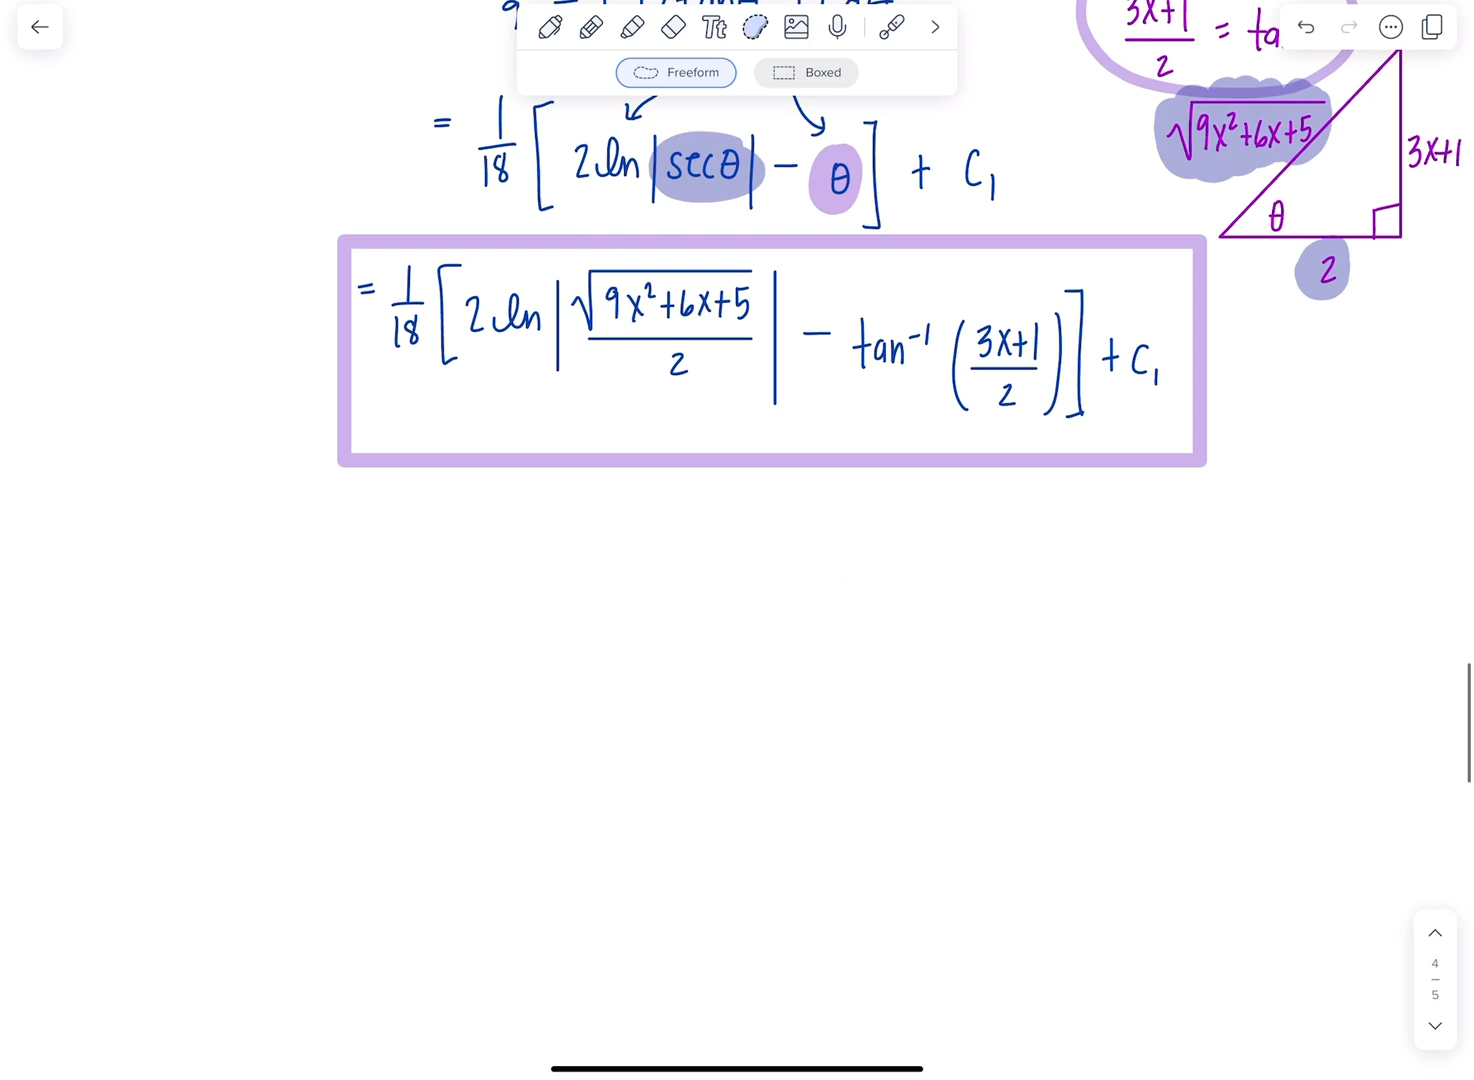 Tt
Freeform Boxed
3x+1/2 = ta
= 1/18 [ 2 ln |secθ| − θ ] + C₁
√9x²+6x+5
3x+1
θ
2
= 1/18 [ 2 ln | √9x²+6x+5 / 2 | − tan⁻¹ ( 3x+1 / 2 ) ] + C₁
4
5